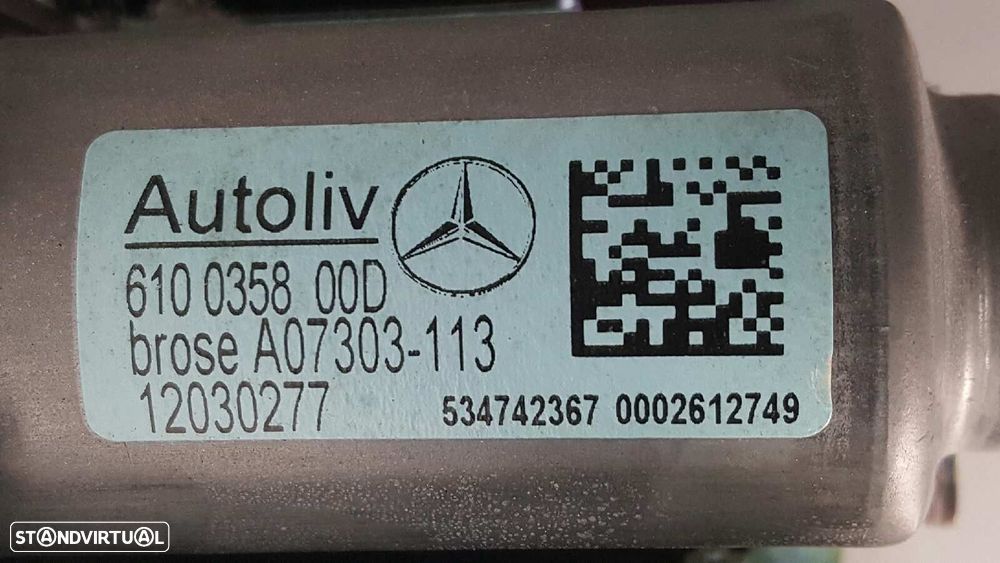 Autoliv
610 0358 00D
brose A07303-113
12030277
534742367 0002612749
STANDVIRTUAL